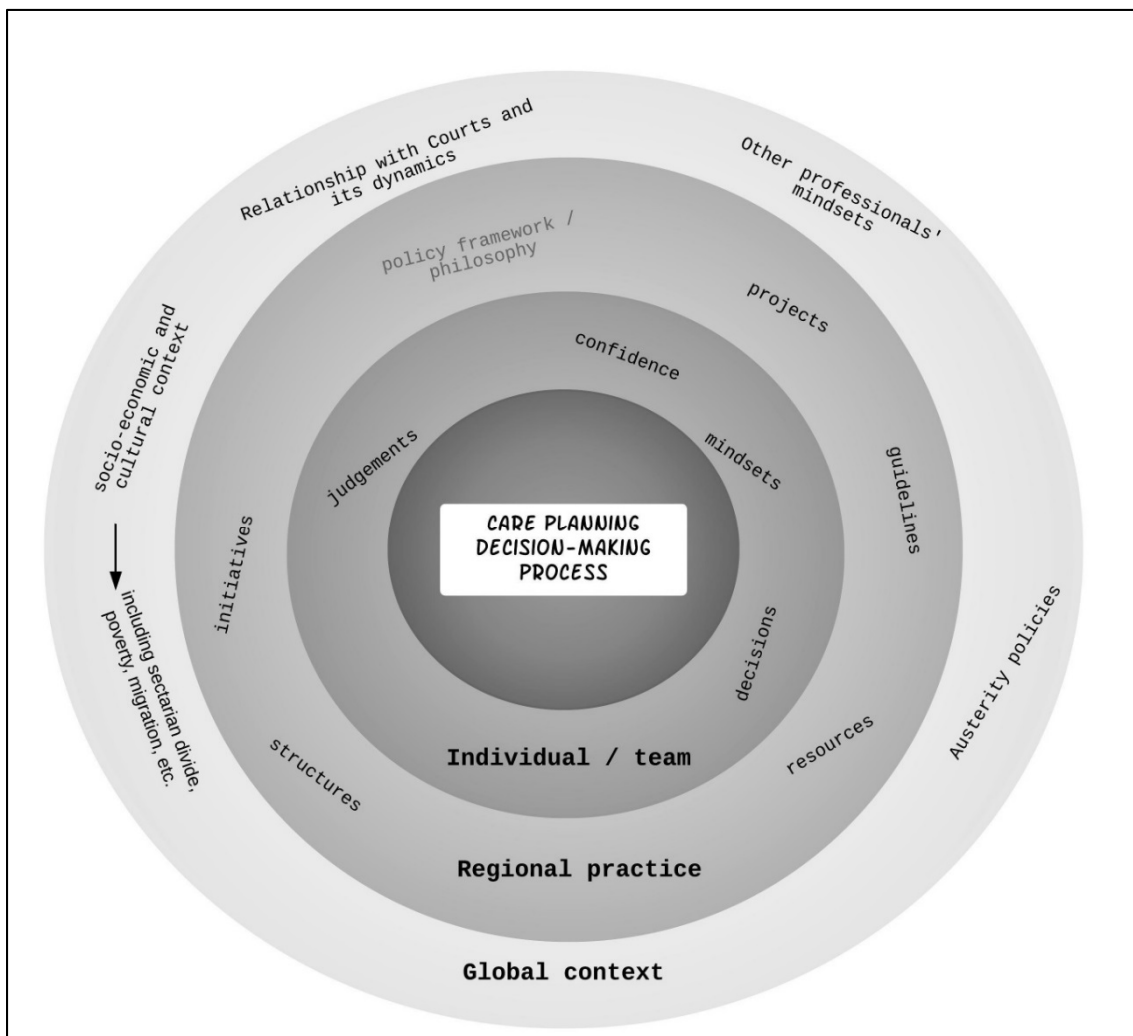 Relationship with Courts and
its dynamics
Other professionals'
mindsets
policy framework /
philosophy
projects
socio-economic and
cultural context
confidence
judgements
mindsets
guidelines
CARE PLANNING
DECISION-MAKING
PROCESS
initiatives
including sectarian divide,
poverty, migration, etc.
decisions
Austerity policies
structures
resources
Individual / team
Regional practice
Global context